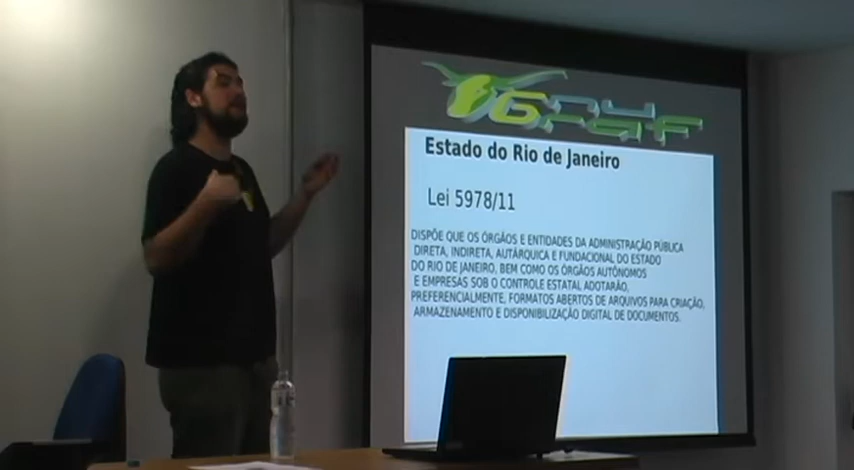 Estado do Rio de Janeiro
Lei 5978/11
DISPÕE QUE OS ÓRGÃOS E ENTIDADES DA ADMINISTRAÇÃO PÚBLICA
DIRETA, INDIRETA, AUTÁRQUICA E FUNDACIONAL DO ESTADO
DO RIO DE JANEIRO, BEM COMO OS ÓRGÃOS AUTÔNOMOS
E EMPRESAS SOB O CONTROLE ESTATAL ADOTARÃO,
PREFERENCIALMENTE, FORMATOS ABERTOS DE ARQUIVOS PARA CRIAÇÃO,
ARMAZENAMENTO E DISPONIBILIZAÇÃO DIGITAL DE DOCUMENTOS.